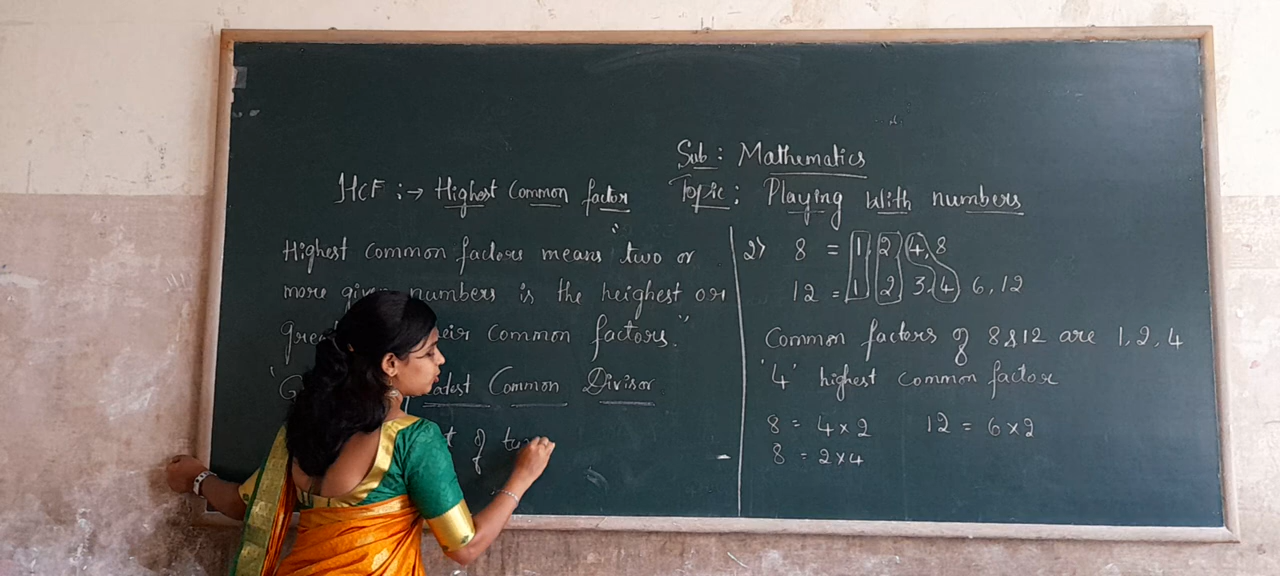 Sub : Mathematics
HCF :→ Highest Common factor
Topic : Playing With numbers
Highest common factors means "two or
more given numbers is the heighest or
their common factors."
Common Divisor
of
2) 8 = 1, 2, 4, 8
12 = 1 2 3, 4, 6, 12
Common factors of 8 & 12 are 1, 2, 4
'4' highest common factor
8 = 4 × 2 12 = 6 × 2
8 = 2 × 4